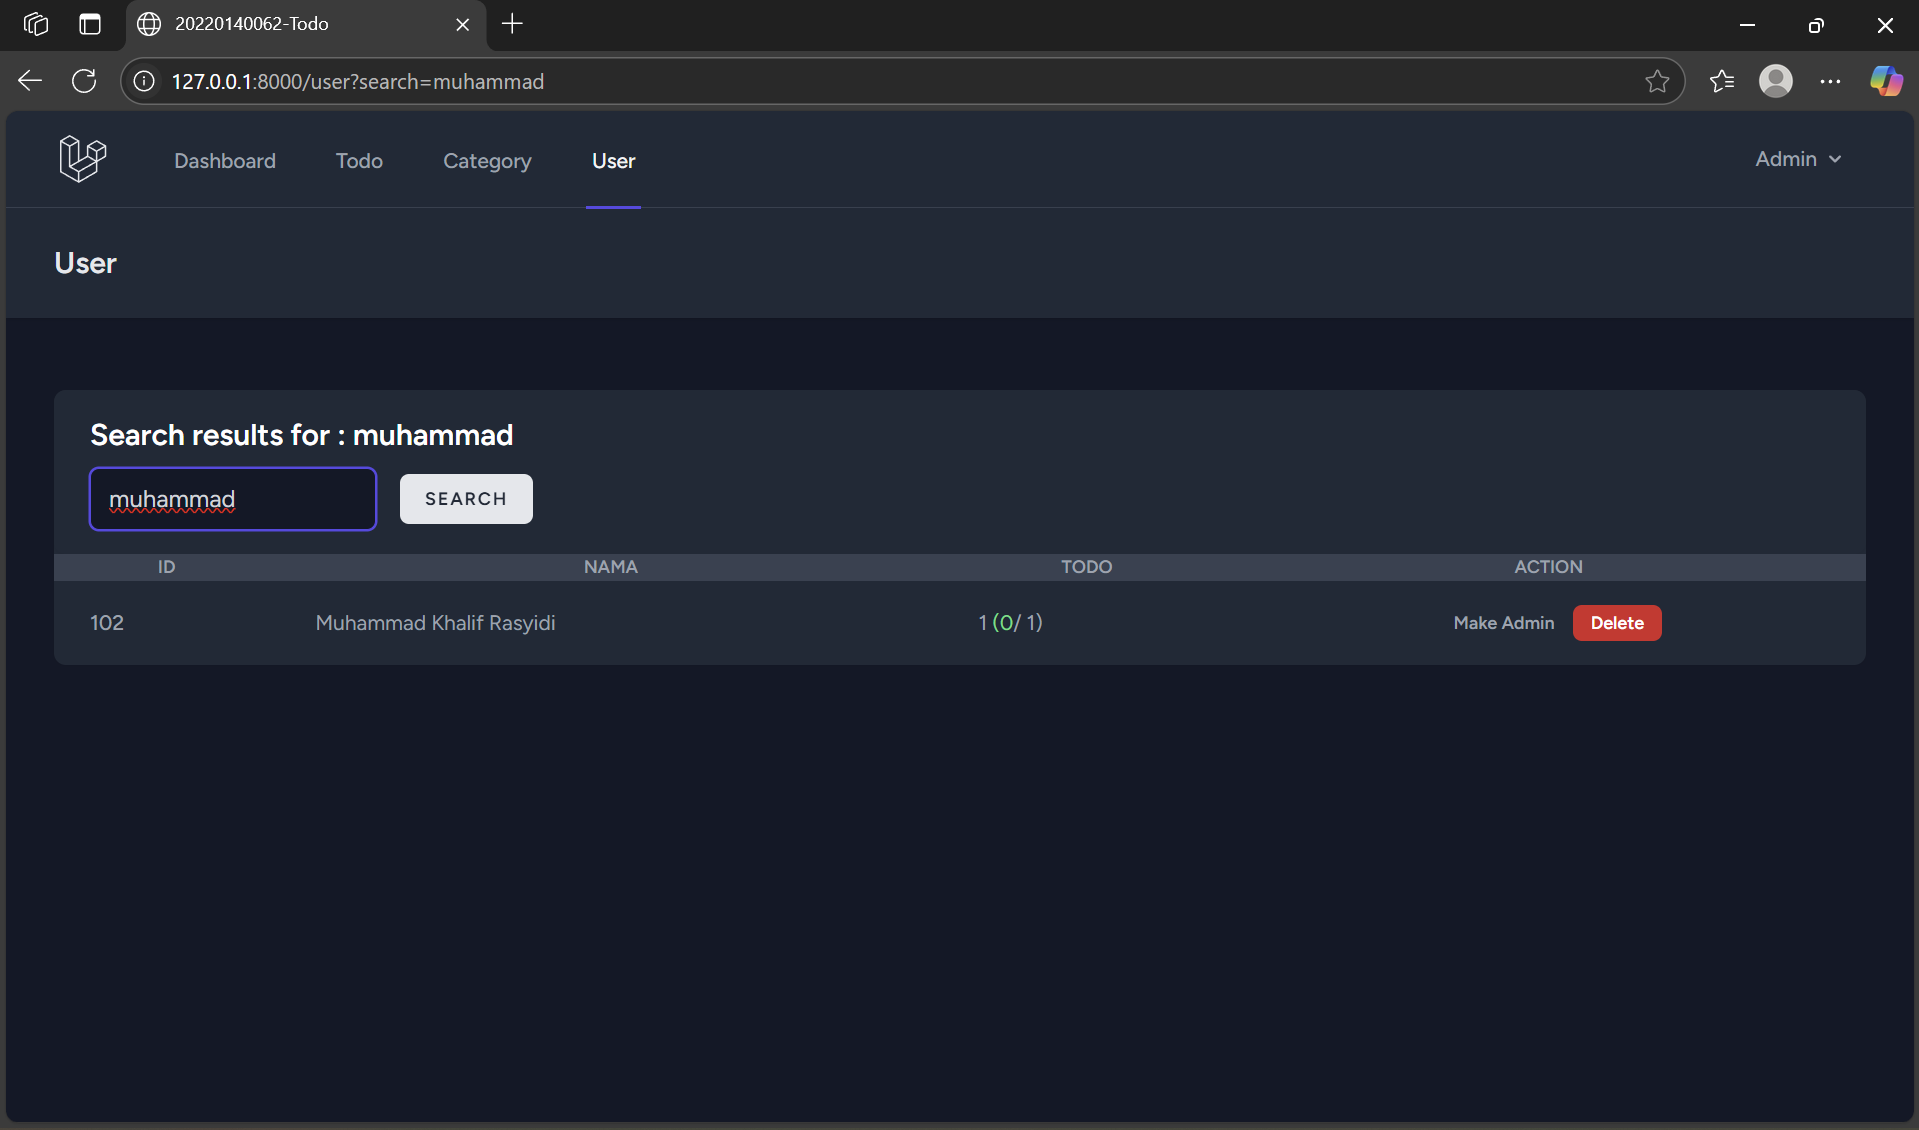 20220140062-Todo
127.0.0.1:8000/user?search=muhammad
Dashboard Todo Category User Admin
User
Search results for : muhammad
muhammad SEARCH
ID NAMA TODO ACTION
102 Muhammad Khalif Rasyidi 1 (0/ 1) Make Admin Delete